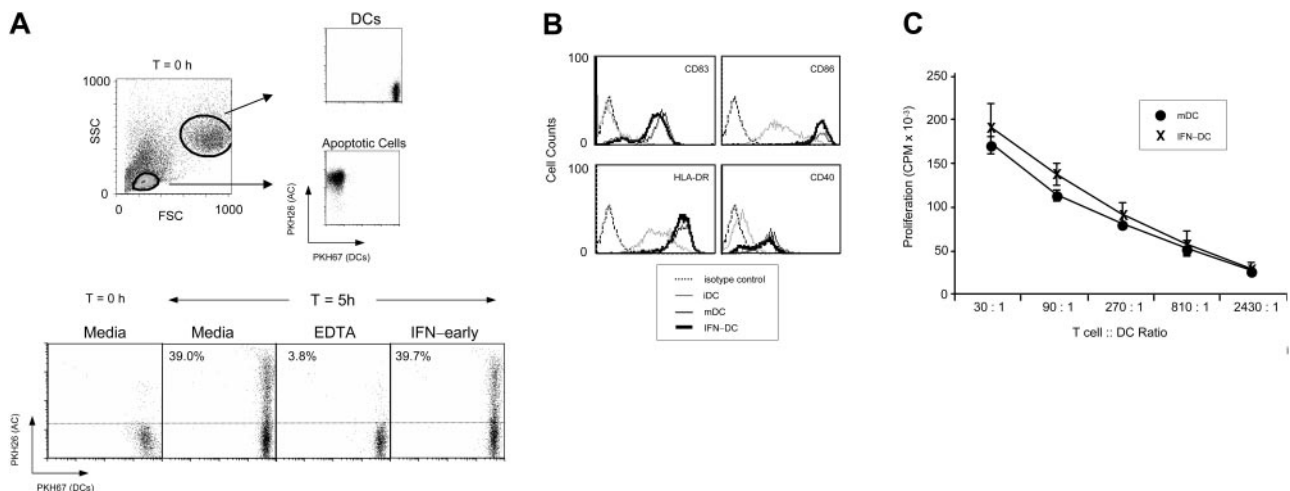 A
T = 0 h
SSC
1000
0
0
1000
FSC
DCs
Apoptotic Cells
PKH26 (AC)
PKH67 (DCs)
T = 0 h
T = 5h
Media
Media
EDTA
IFN–early
39.0%
3.8%
39.7%
PKH26 (AC)
PKH67 (DCs)
B
Cell Counts
100
0
100
0
CD83
CD86
HLA-DR
CD40
isotype control
iDC
mDC
IFN–DC
C
Proliferation (CPM x 10-3)
250
200
150
100
50
0
mDC
IFN–DC
30 : 1
90 : 1
270 : 1
810 : 1
2430 : 1
T cell :: DC Ratio
i